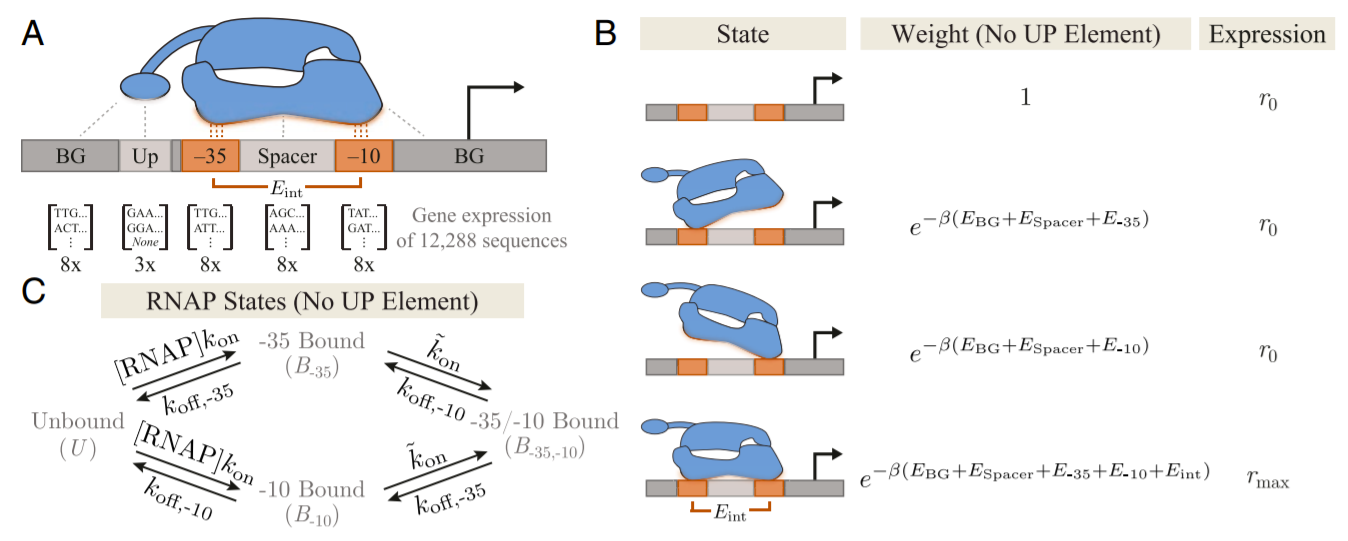 A
BG
Up
–35
Spacer
–10
BG
E_int
TTG...
ACT...
⋮
8x
GAA...
GGA...
None
⋮
3x
TTG...
ATT...
⋮
8x
AGC...
AAA...
⋮
8x
TAT...
GAT...
⋮
8x
Gene expression
of 12,288 sequences
B
State
Weight (No UP Element)
Expression
1
r_0
e^{-β(E_BG+E_Spacer+E_-35)}
r_0
e^{-β(E_BG+E_Spacer+E_-10)}
r_0
e^{-β(E_BG+E_Spacer+E_-35+E_-10+E_int)}
r_max
E_int
C
RNAP States (No UP Element)
[RNAP]k_on
k_off,-35
-35 Bound
(B_-35)
k̃_on
k_off,-10
Unbound
(U)
-35/-10 Bound
(B_-35,-10)
[RNAP]k_on
k_off,-10
-10 Bound
(B_-10)
k̃_on
k_off,-35